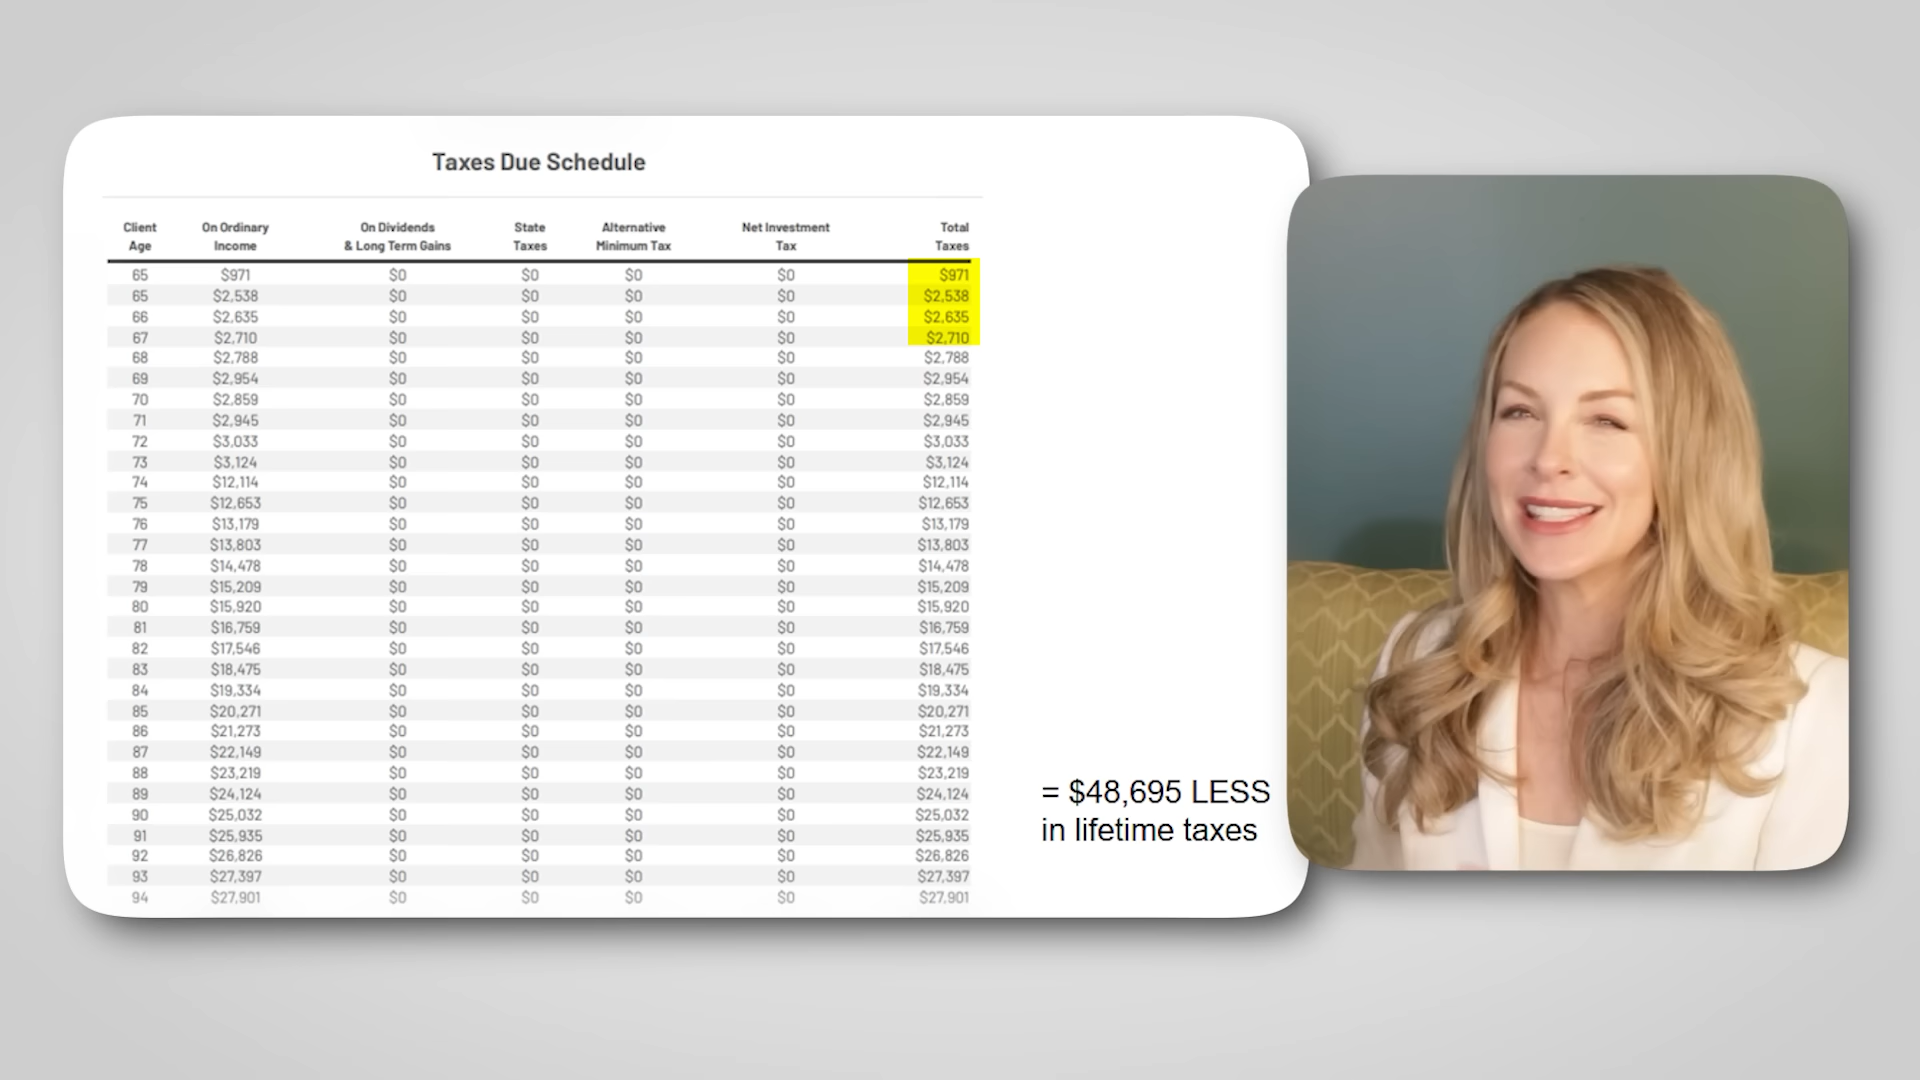 Taxes Due Schedule
Client Age | On Ordinary Income | On Dividends & Long Term Gains | State Taxes | Alternative Minimum Tax | Net Investment Tax | Total Taxes
65 $971 $0 $0 $0 $0 $971
65 $2,538 $0 $0 $0 $0 $2,538
66 $2,635 $0 $0 $0 $0 $2,635
67 $2,710 $0 $0 $0 $0 $2,710
68 $2,788 $0 $0 $0 $0 $2,788
69 $2,954 $0 $0 $0 $0 $2,954
70 $2,859 $0 $0 $0 $0 $2,859
71 $2,945 $0 $0 $0 $0 $2,945
72 $3,033 $0 $0 $0 $0 $3,033
73 $3,124 $0 $0 $0 $0 $3,124
74 $12,114 $0 $0 $0 $0 $12,114
75 $12,653 $0 $0 $0 $0 $12,653
76 $13,179 $0 $0 $0 $0 $13,179
77 $13,803 $0 $0 $0 $0 $13,803
78 $14,478 $0 $0 $0 $0 $14,478
79 $15,209 $0 $0 $0 $0 $15,209
80 $15,920 $0 $0 $0 $0 $15,920
81 $16,759 $0 $0 $0 $0 $16,759
82 $17,546 $0 $0 $0 $0 $17,546
83 $18,475 $0 $0 $0 $0 $18,475
84 $19,334 $0 $0 $0 $0 $19,334
85 $20,271 $0 $0 $0 $0 $20,271
86 $21,273 $0 $0 $0 $0 $21,273
87 $22,149 $0 $0 $0 $0 $22,149
88 $23,219 $0 $0 $0 $0 $23,219
89 $24,124 $0 $0 $0 $0 $24,124
90 $25,032 $0 $0 $0 $0 $25,032
91 $25,935 $0 $0 $0 $0 $25,935
92 $26,826 $0 $0 $0 $0 $26,826
93 $27,397 $0 $0 $0 $0 $27,397
94 $27,901 $0 $0 $0 $0 $27,901
= $48,695 LESS
in lifetime taxes